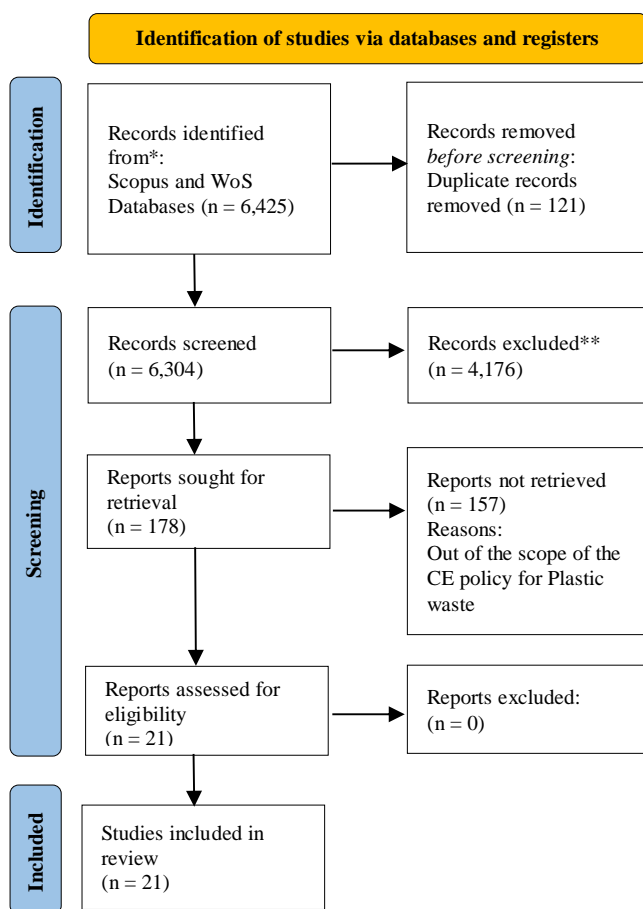 Identification of studies via databases and registers
Identification
Records identified
from*:
Scopus and WoS
Databases (n = 6,425)
Records removed
before screening:
Duplicate records
removed (n = 121)
Screening
Records screened
(n = 6,304)
Records excluded**
(n = 4,176)
Reports sought for
retrieval
(n = 178)
Reports not retrieved
(n = 157)
Reasons:
Out of the scope of the
CE policy for Plastic
waste
Reports assessed for
eligibility
(n = 21)
Reports excluded:
(n = 0)
Included
Studies included in
review
(n = 21)